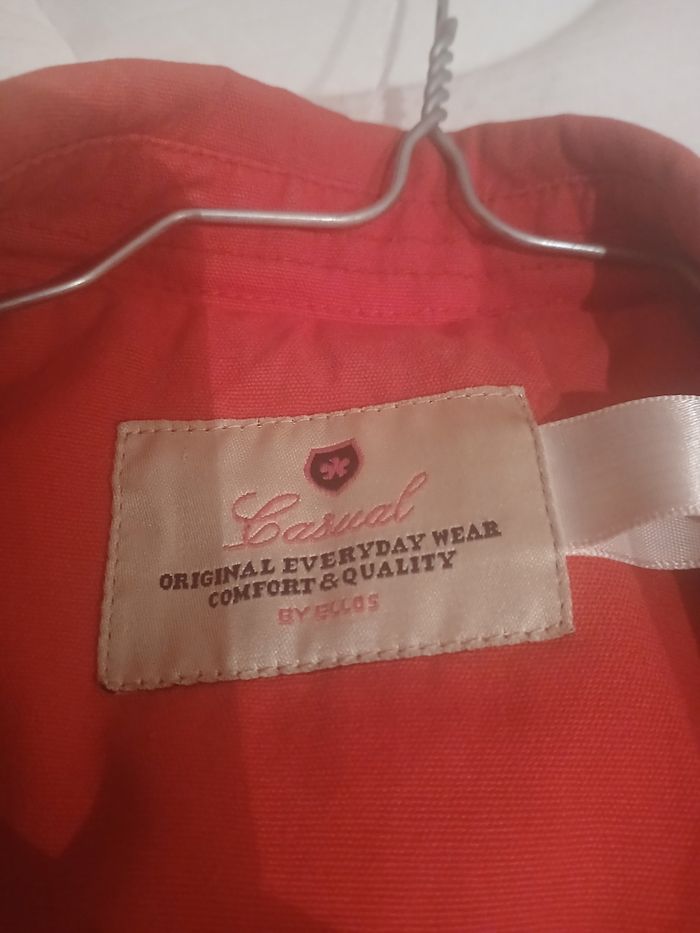 Casual
ORIGINAL EVERYDAY WEAR
COMFORT & QUALITY
BY ELLOS